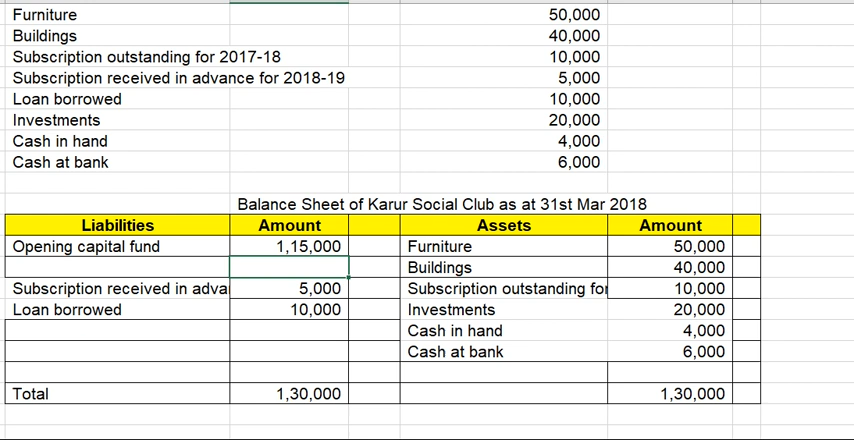 Furniture 50,000
Buildings 40,000
Subscription outstanding for 2017-18 10,000
Subscription received in advance for 2018-19 5,000
Loan borrowed 10,000
Investments 20,000
Cash in hand 4,000
Cash at bank 6,000
Balance Sheet of Karur Social Club as at 31st Mar 2018
Liabilities Amount Assets Amount
Opening capital fund 1,15,000 Furniture 50,000
Buildings 40,000
Subscription received in adva 5,000 Subscription outstanding for 10,000
Loan borrowed 10,000 Investments 20,000
Cash in hand 4,000
Cash at bank 6,000
Total 1,30,000 1,30,000